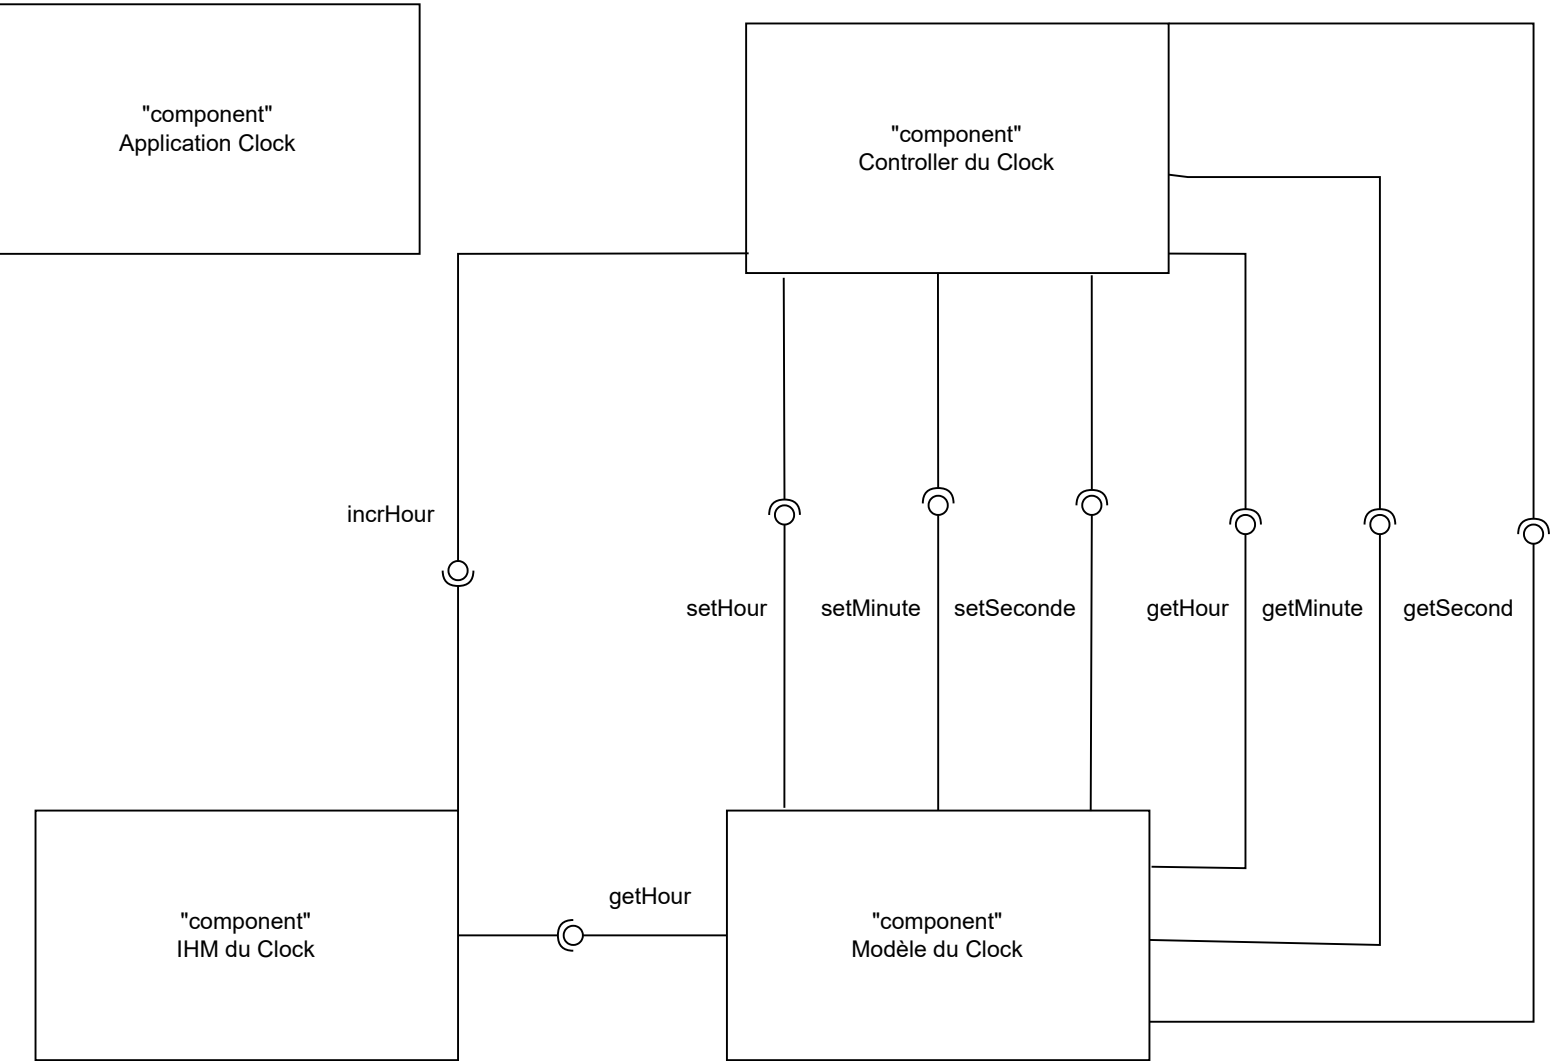 "component"
Application Clock
"component"
Controller du Clock
incrHour
setHour
setMinute
setSeconde
getHour
getMinute
getSecond
getHour
"component"
IHM du Clock
"component"
Modèle du Clock